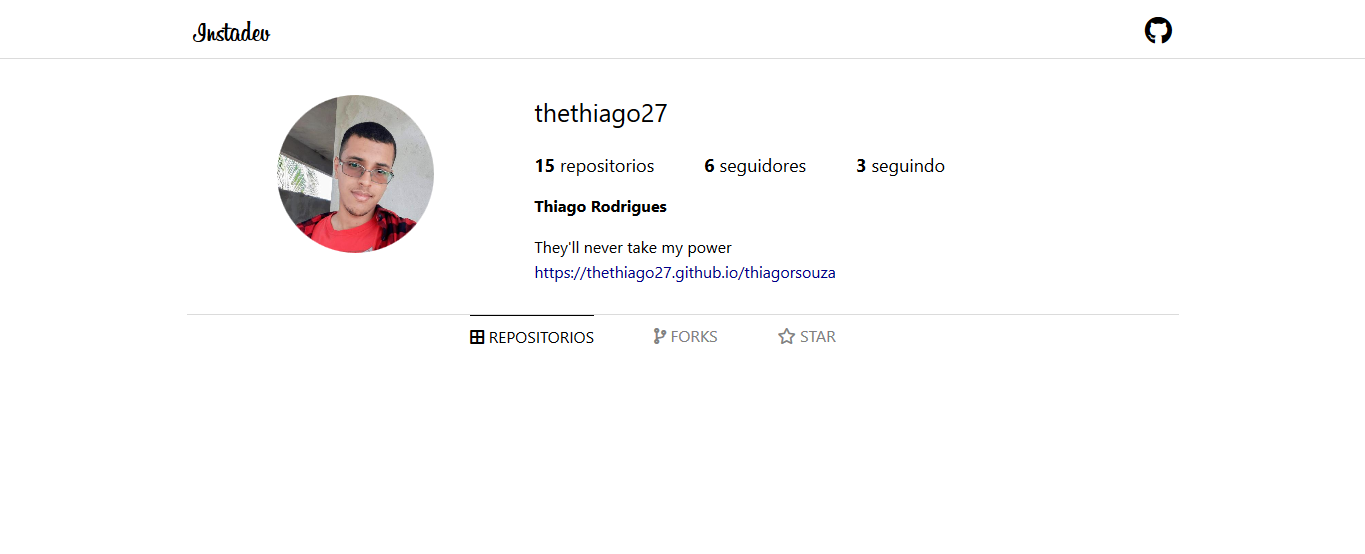 Instadev
thethiago27
15 repositorios 6 seguidores 3 seguindo
Thiago Rodrigues
They'll never take my power
https://thethiago27.github.io/thiagorsouza
REPOSITORIOS FORKS STAR